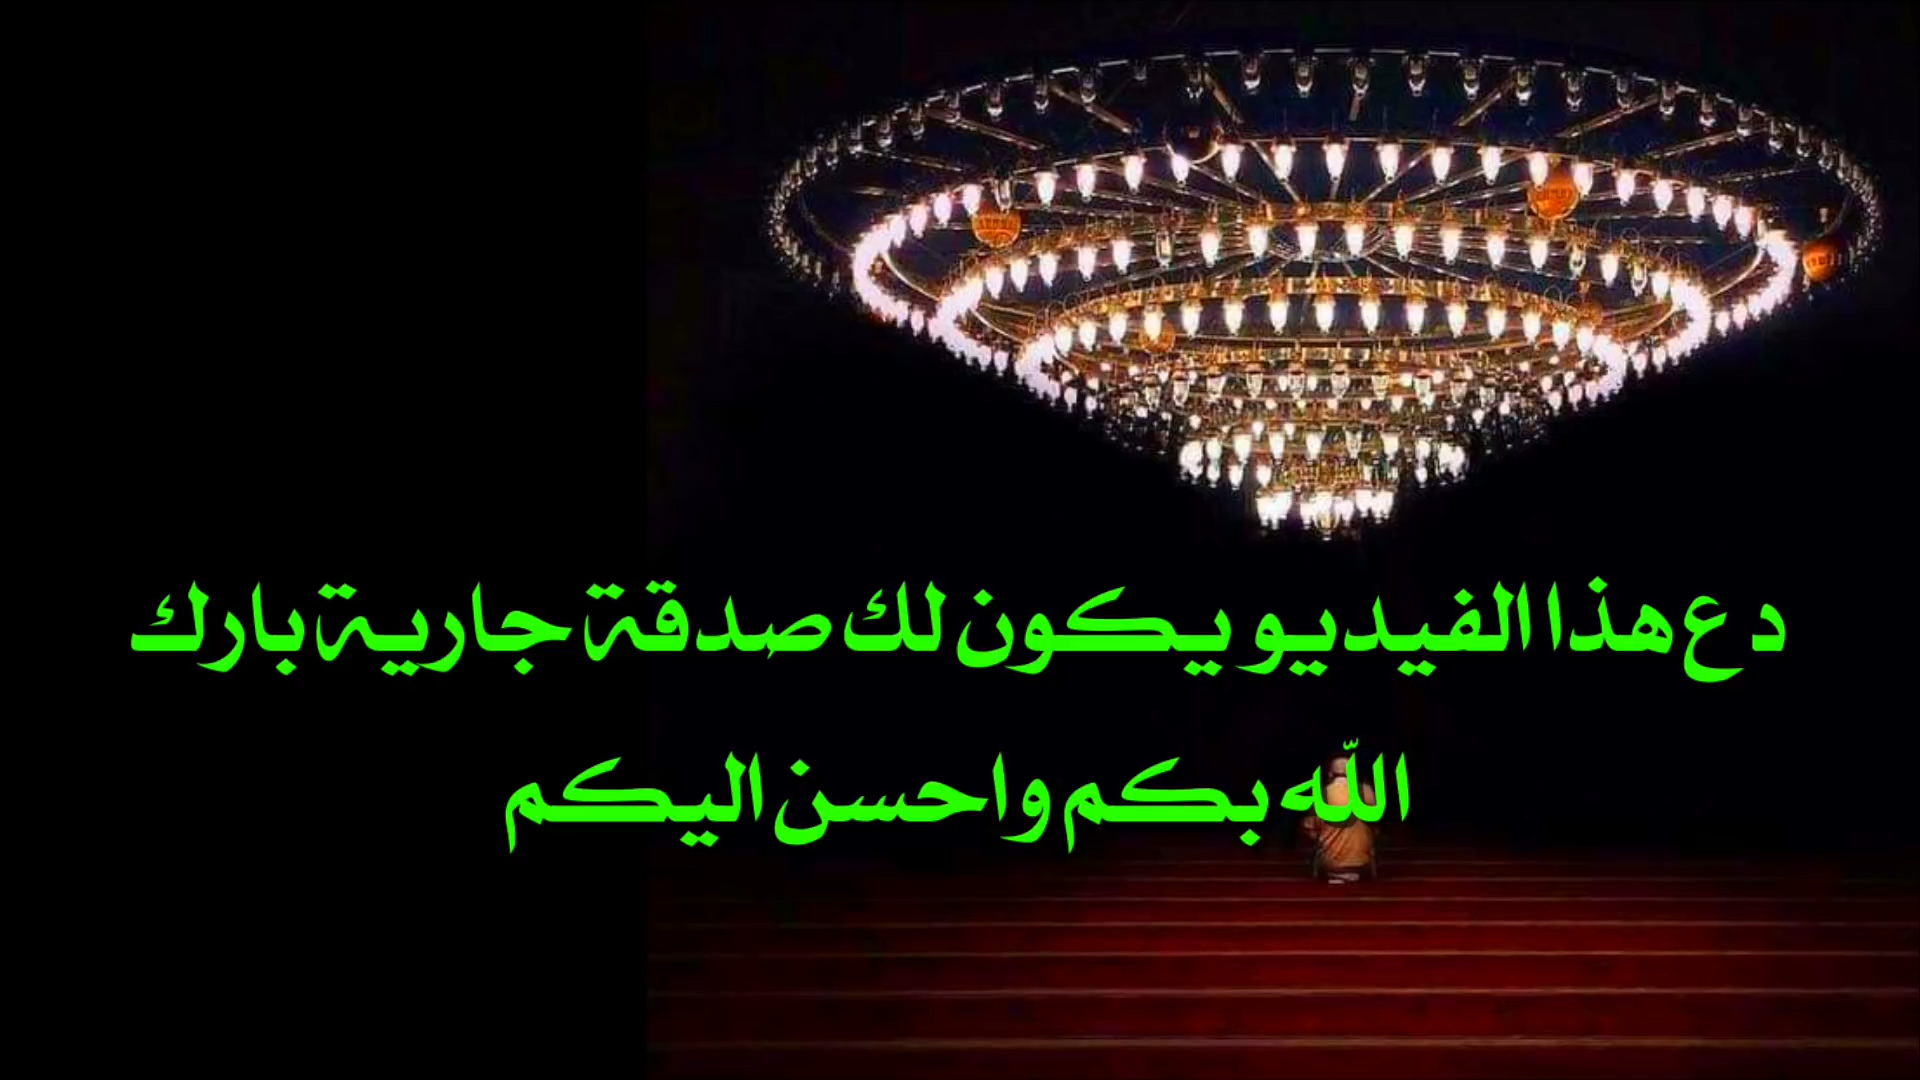 دع هذا الفيديو يكون لك صدقة جارية بارك
الله بكم واحسن اليكم